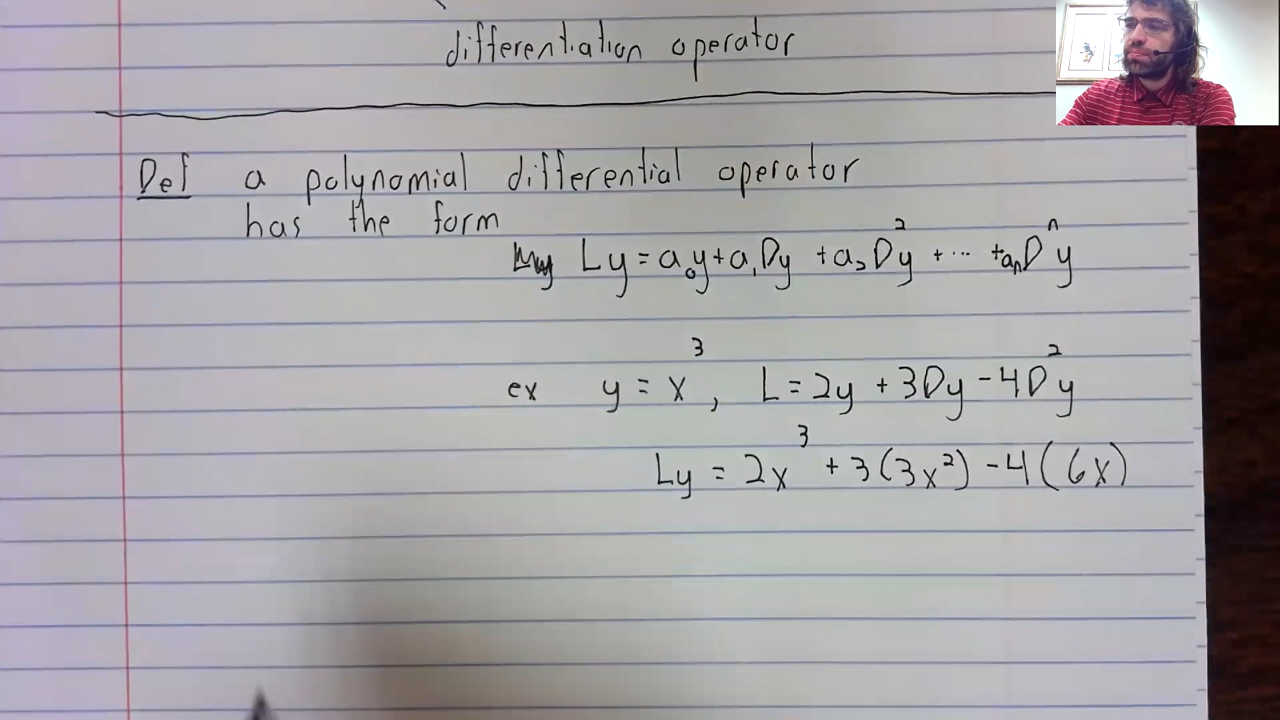 differentiation operator
Def a polynomial differential operator
has the form
Ly = a₀y + a₁Dy + a₂D²y + ⋯ + aₙDⁿy
ex y = x³, L = 2y + 3Dy - 4D²y
Ly = 2x³ + 3(3x²) - 4(6x)